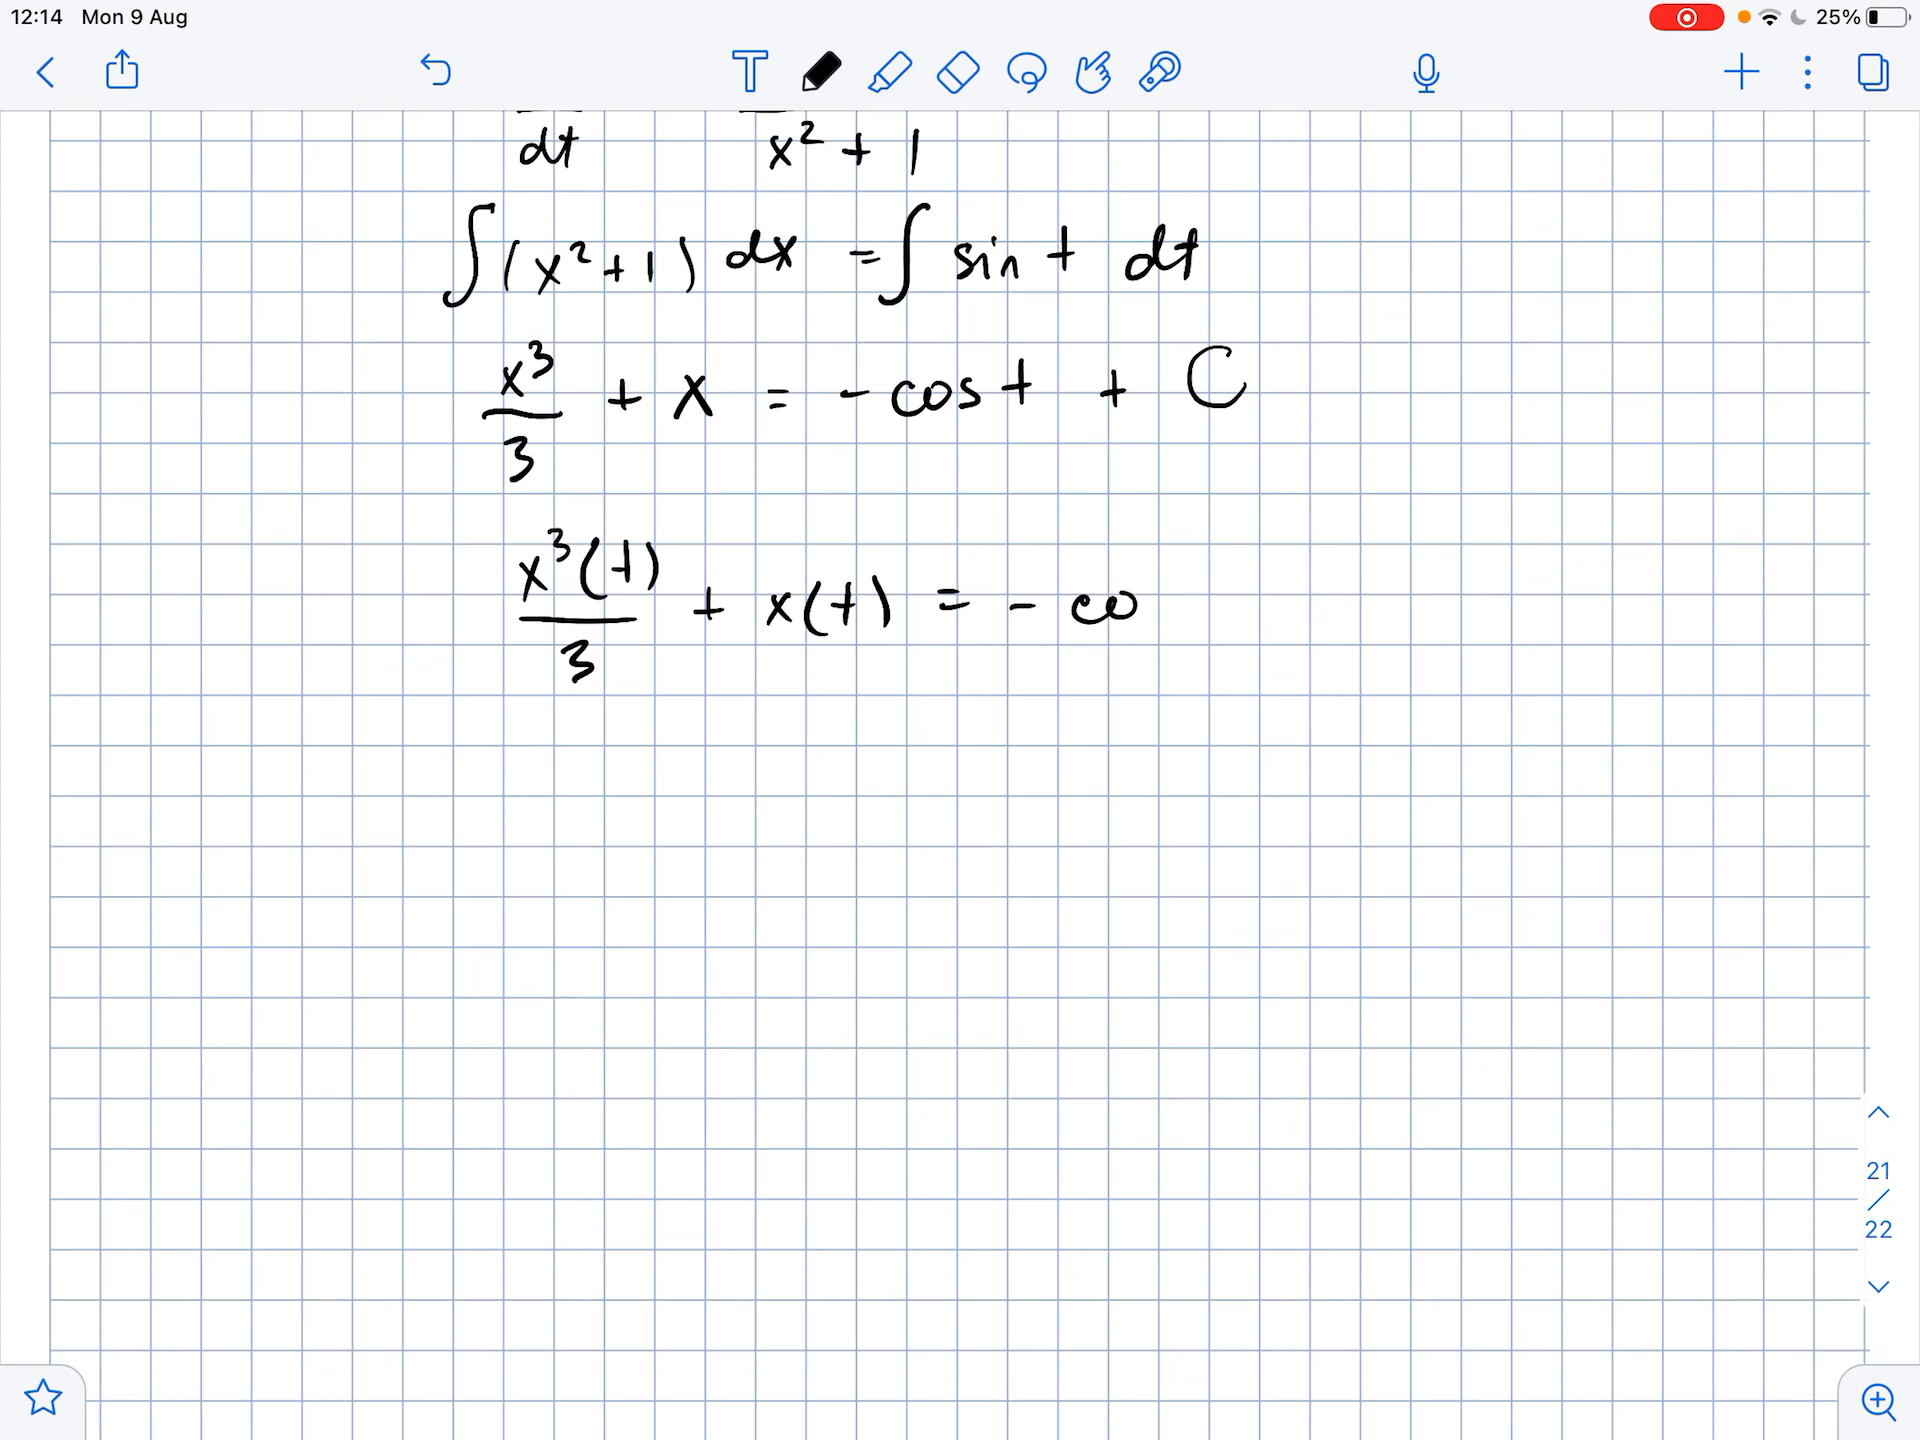 12:14 Mon 9 Aug 25%
T
dt x² + 1
∫(x²+1) dx = ∫ sin t dt
x³/3 + x = - cos t + C
x³(t)/3 + x(t) = - co
21
/
22